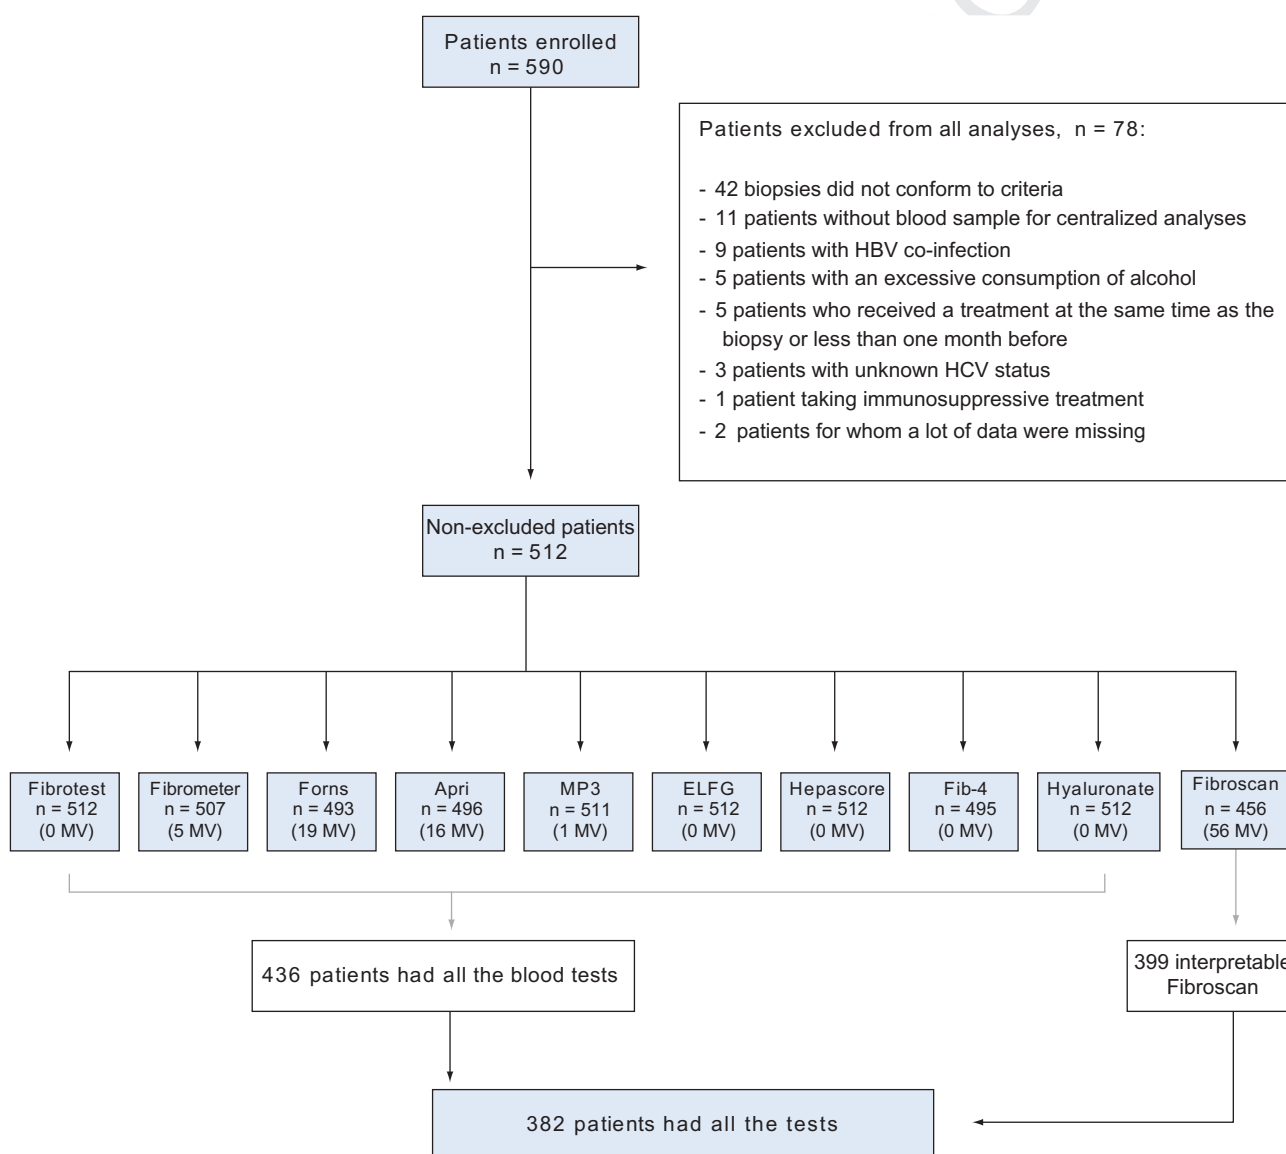 Patients enrolled
n = 590
Patients excluded from all analyses, n = 78:
- 42 biopsies did not conform to criteria
- 11 patients without blood sample for centralized analyses
- 9 patients with HBV co-infection
- 5 patients with an excessive consumption of alcohol
- 5 patients who received a treatment at the same time as the
biopsy or less than one month before
- 3 patients with unknown HCV status
- 1 patient taking immunosuppressive treatment
- 2 patients for whom a lot of data were missing
Non-excluded patients
n = 512
Fibrotest
n = 512
(0 MV)
Fibrometer
n = 507
(5 MV)
Forns
n = 493
(19 MV)
Apri
n = 496
(16 MV)
MP3
n = 511
(1 MV)
ELFG
n = 512
(0 MV)
Hepascore
n = 512
(0 MV)
Fib-4
n = 495
(0 MV)
Hyaluronate
n = 512
(0 MV)
Fibroscan
n = 456
(56 MV)
436 patients had all the blood tests
399 interpretable
Fibroscan
382 patients had all the tests